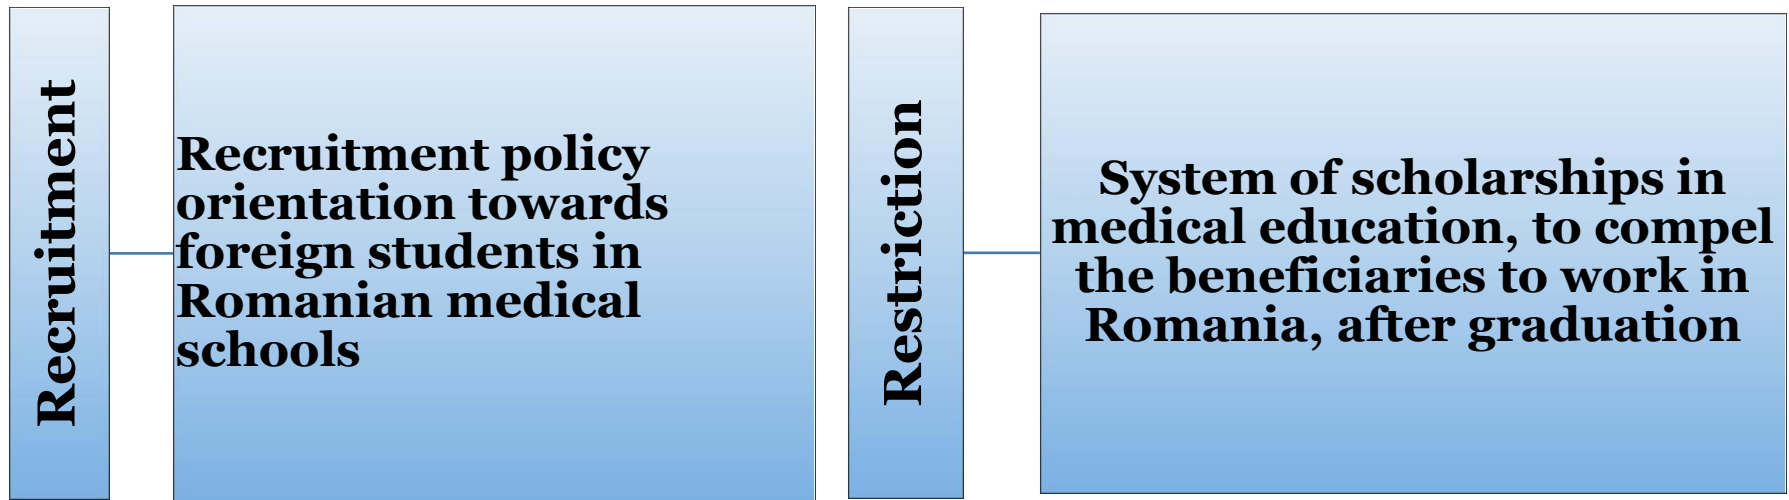 Recruitment
Recruitment policy
orientation towards
foreign students in
Romanian medical
schools
Restriction
System of scholarships in
medical education, to compel
the beneficiaries to work in
Romania, after graduation